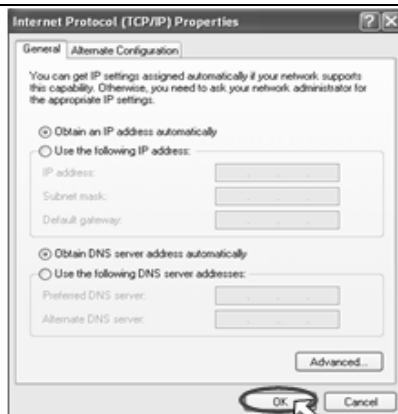 Internet Protocol (TCP/IP) Properties
General
Alternate Configuration
You can get IP settings assigned automatically if your network supports
this capability. Otherwise, you need to ask your network administrator for
the appropriate IP settings.
Obtain an IP address automatically
Use the following IP address:
IP address:
Subnet mask:
Default gateway:
Obtain DNS server address automatically
Use the following DNS server addresses:
Preferred DNS server:
Alternate DNS server:
Advanced...
OK
Cancel